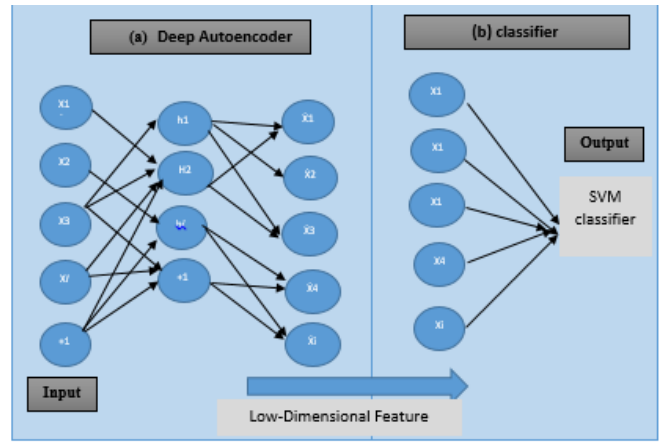 (a) Deep Autoencoder
X1
X2
X3
Xi
+1
h1
H2
+1
x̂1
x̂2
x̂3
x̂4
x̂i
Input
(b) classifier
X1
X1
X1
X4
Xi
Output
SVM
classifier
Low-Dimensional Feature